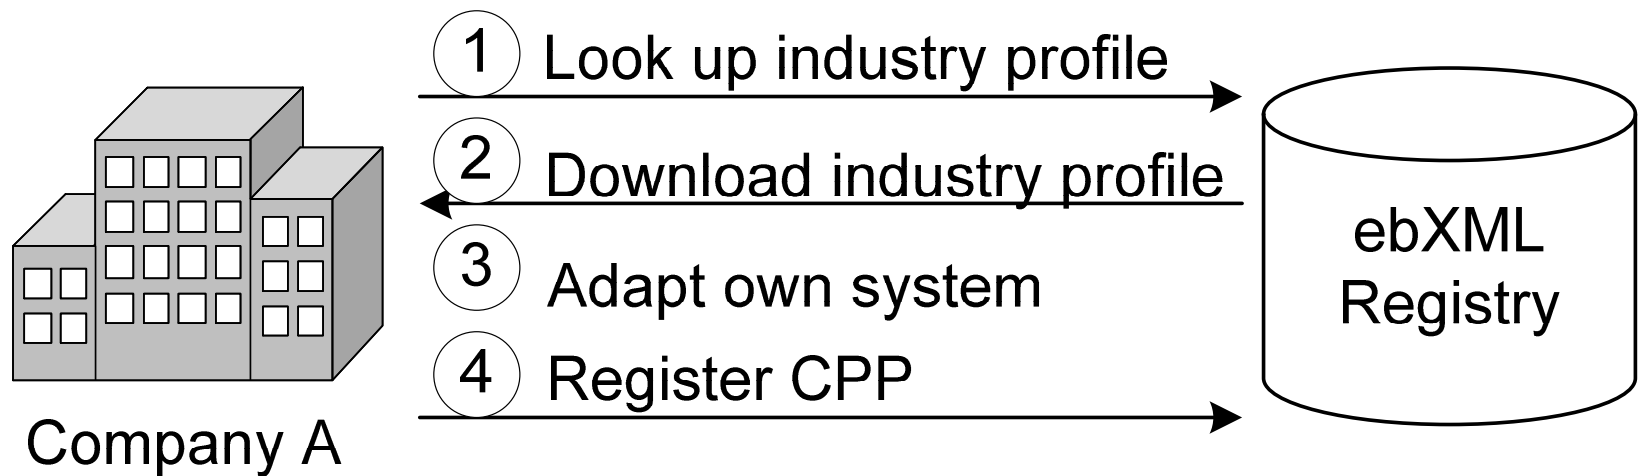 1 Look up industry profile
2 Download industry profile
3 Adapt own system
4 Register CPP
Company A
ebXML
Registry